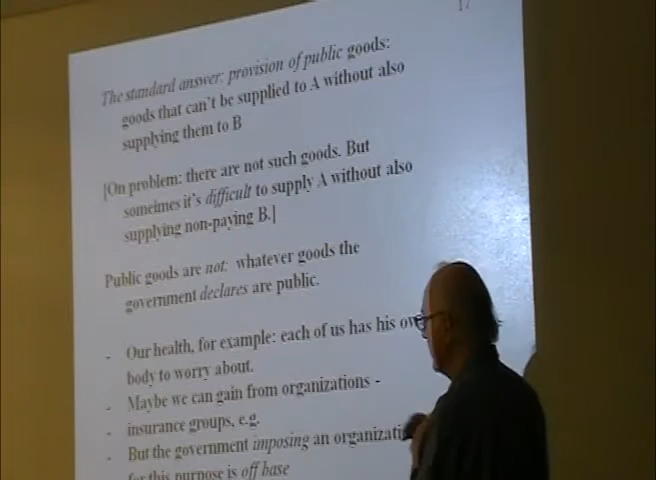 17
The standard answer: provision of public goods:
goods that can't be supplied to A without also
supplying them to B
[On problem: there are not such goods. But
someimes it's difficult to supply A without also
supplying non-paying B.]
Public goods are not: whatever goods the
government declares are public.
- Our health, for example: each of us has his
body to worry about.
- Maybe we can gain from organizations -
- insurance groups, e.g.
- But the government imposing an
for this purpose is off base